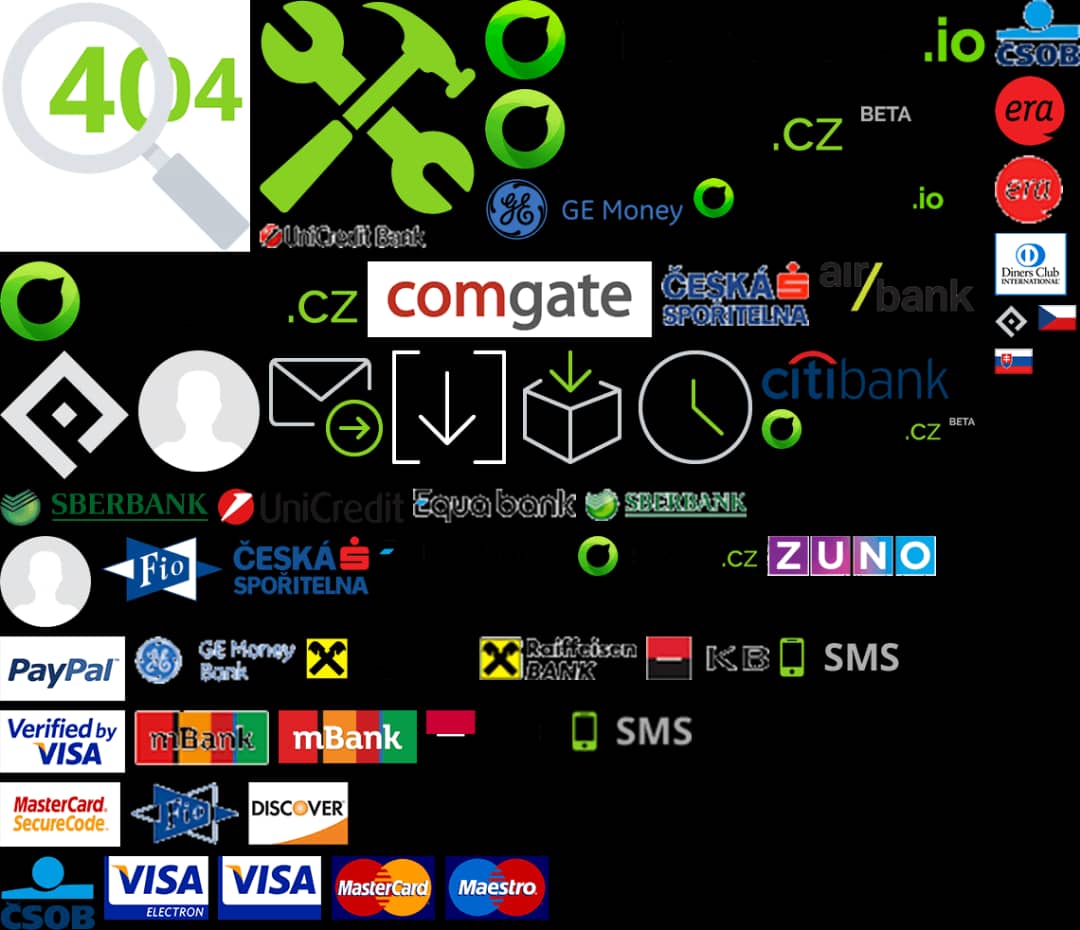 404
04
.io
ČSOB
era
.CZ BETA
era
GE Money
.io
UniCredit Bank
Diners Club
INTERNATIONAL
.CZ
comgate
ČESKÁ
SPOŘITELNA
air
bank
citibank
.CZ BETA
SBERBANK
UniCredit
Equa bank
SBERBANK
Fio
ČESKÁ
SPOŘITELNA
.CZ
ZUNO
PayPal™
GE Money
Bank
Raiffeisen
BANK
KB
SMS
Verified by
VISA
mBank
mBank
SMS
MasterCard.
SecureCode.
Fio
DISCOVER
ČSOB
VISA
ELECTRON
VISA
MasterCard
Maestro